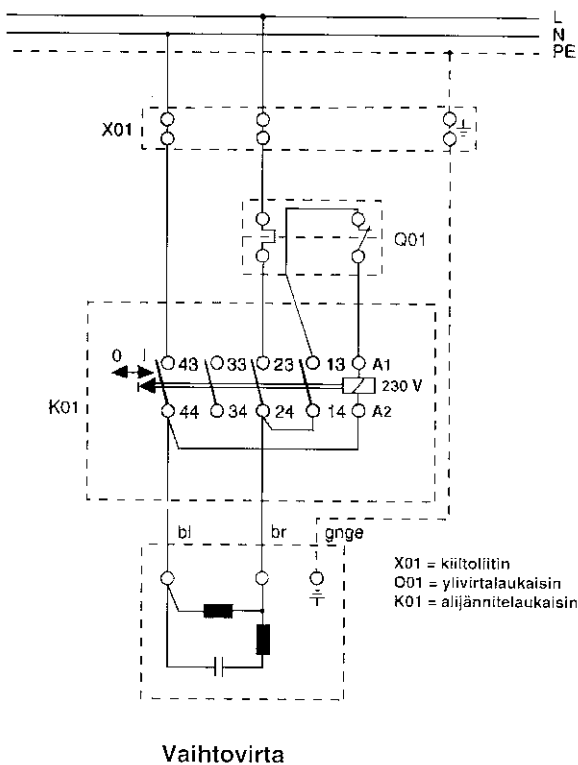 L
N
PE
X01
Q01
0 I
43 33 23 13 A1
230 V
K01
44 34 24 14 A2
bl br gnge
X01 = kiiltoliitin
O01 = ylivirtalaukaisin
K01 = alijännitelaukaisin
Vaihtovirta